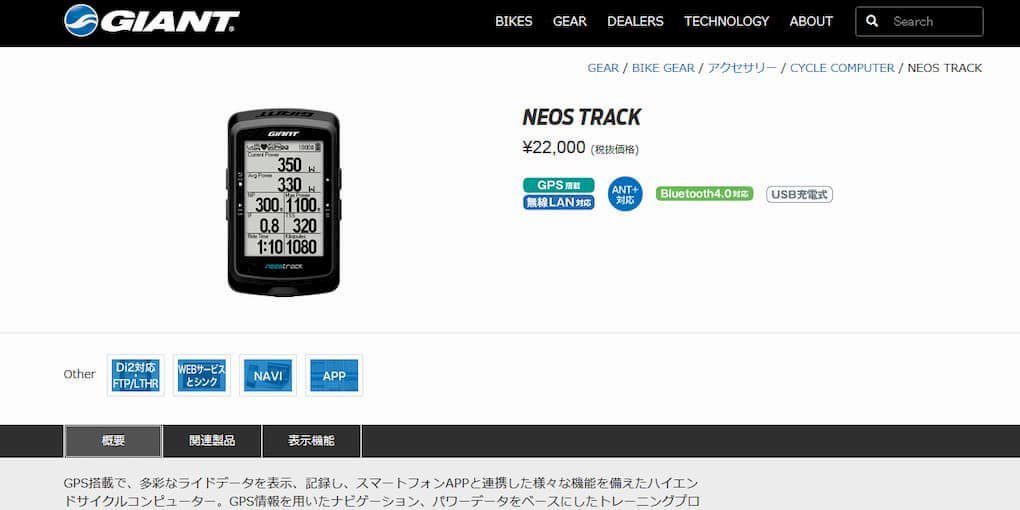 GIANT
BIKES GEAR DEALERS TECHNOLOGY ABOUT Search
GEAR / BIKE GEAR / アクセサリー / CYCLE COMPUTER / NEOS TRACK
NEOS TRACK
¥22,000 (税抜価格)
GPS搭載
無線LAN対応
ANT+
対応
Bluetooth4.0対応
USB充電式
GIANT
GIANT
Current Power
350 W
Avg Power
330 W
NP Max Power
300 1100
IF TSS
0.8 320
Ride Time Kilojoules
1:10 1080
neostrack
Other
Di2対応
・
FTP/LTHR
WEBサービス
とシンク
NAVI
APP
概要 関連製品 表示機能
GPS搭載で、多彩なライドデータを表示、記録し、スマートフォンAPPと連携した様々な機能を備えたハイエン
ドサイクルコンピューター。GPS情報を用いたナビゲーション、パワーデータをベースにしたトレーニングプロ